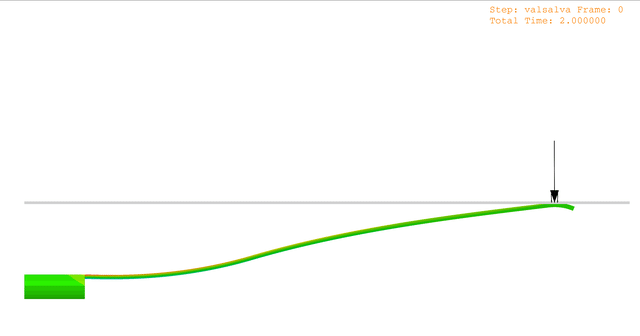 Step: valsalva Frame: 0
Total Time: 2.000000